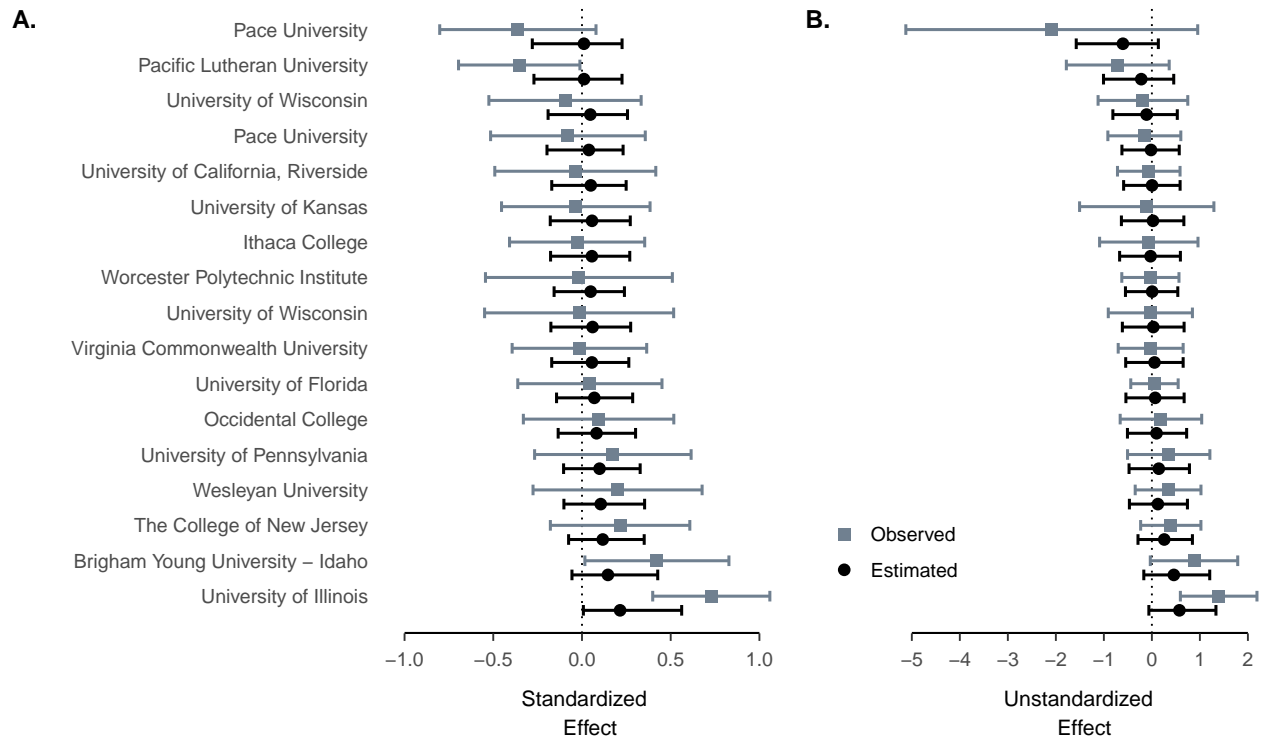 A.
B.
Pace University
Pacific Lutheran University
University of Wisconsin
Pace University
University of California, Riverside
University of Kansas
Ithaca College
Worcester Polytechnic Institute
University of Wisconsin
Virginia Commonwealth University
University of Florida
Occidental College
University of Pennsylvania
Wesleyan University
The College of New Jersey
Brigham Young University – Idaho
University of Illinois
Observed
Estimated
−1.0 −0.5 0.0 0.5 1.0
Standardized
Effect
−5 −4 −3 −2 −1 0 1 2
Unstandardized
Effect